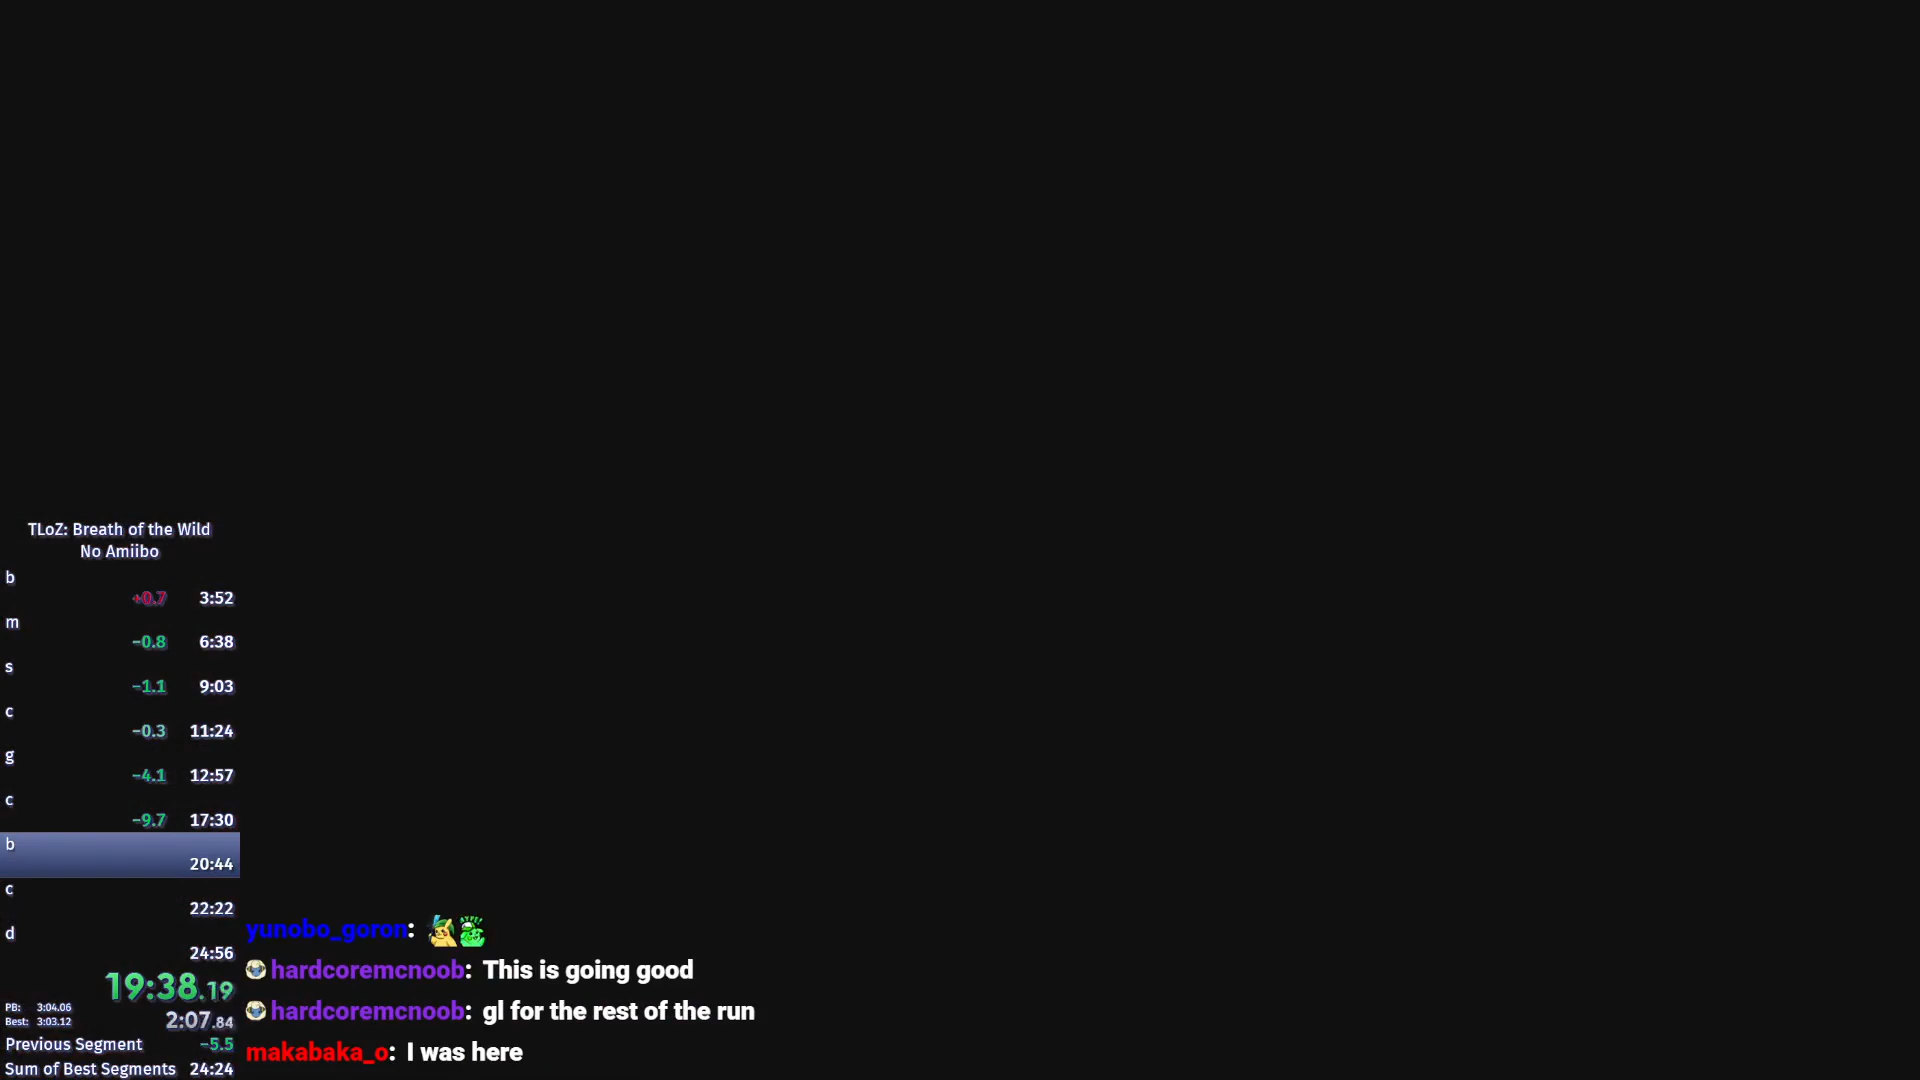 TLoZ: Breath of the Wild
No Amiibo
b
+0.7 3:52
m
−0.8 6:38
s
−1.1 9:03
c
−0.3 11:24
g
−4.1 12:57
c
−9.7 17:30
b
20:44
c
22:22
d
24:56
19:38.19
PB: 3:04.06
Best: 3:03.12
2:07.84
Previous Segment −5.5
Sum of Best Segments 24:24
yunobo_goron:
hardcoremcnoob: This is going good
hardcoremcnoob: gl for the rest of the run
makabaka_o: I was here